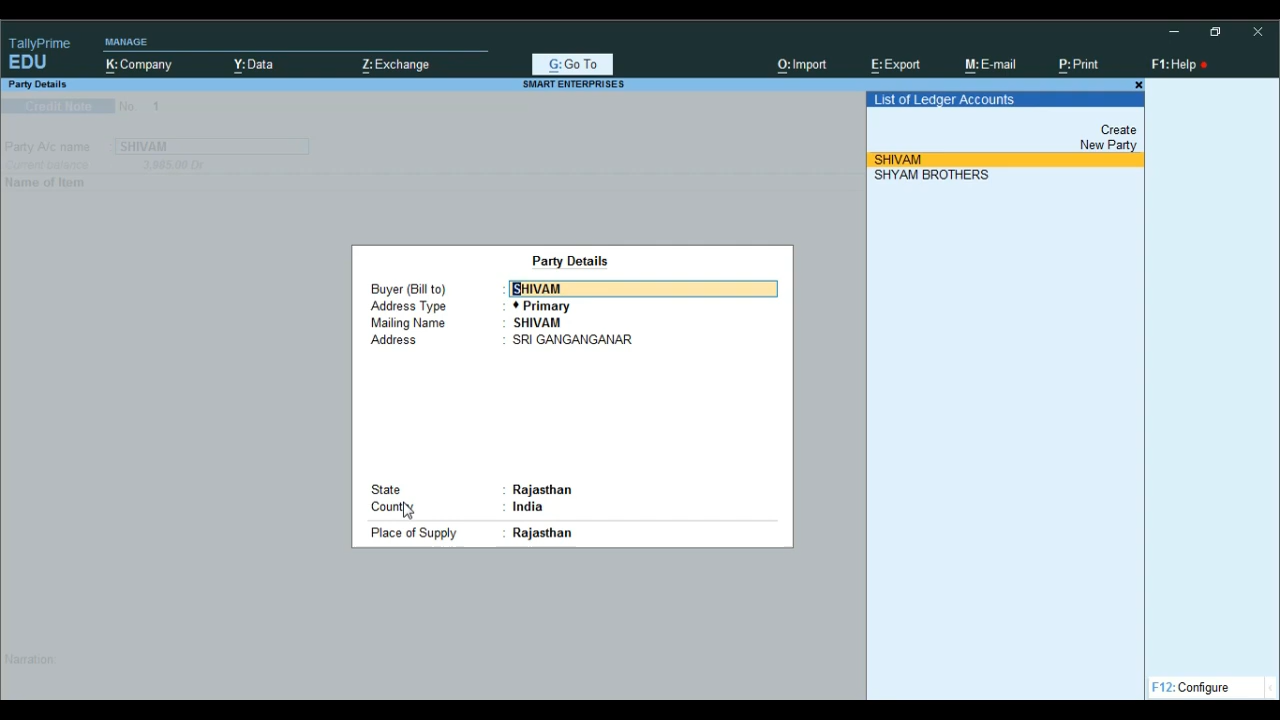 TallyPrime
EDU
MANAGE
K: Company
Y: Data
Z: Exchange
G: Go To
O: Import
E: Export
M: E-mail
P: Print
F1: Help
Party Details
SMART ENTERPRISES
Credit Note No. 1
Party A/c name : SHIVAM
Current balance : 3,985.00 Dr
Name of Item
Party Details
Buyer (Bill to) : SHIVAM
Address Type : ♦ Primary
Mailing Name : SHIVAM
Address : SRI GANGANGANAR
State : Rajasthan
Country : India
Place of Supply : Rajasthan
Narration:
List of Ledger Accounts
Create
New Party
SHIVAM
SHYAM BROTHERS
F12: Configure